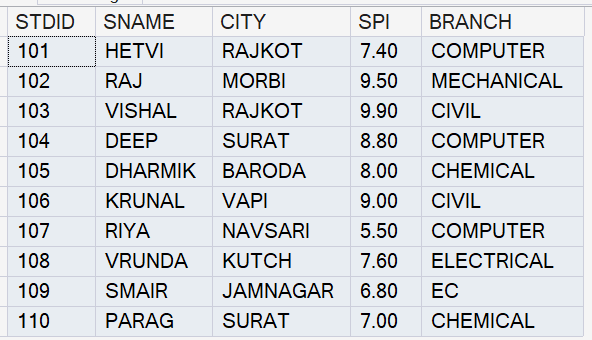 STDID SNAME CITY SPI BRANCH
101 HETVI RAJKOT 7.40 COMPUTER
102 RAJ MORBI 9.50 MECHANICAL
103 VISHAL RAJKOT 9.90 CIVIL
104 DEEP SURAT 8.80 COMPUTER
105 DHARMIK BARODA 8.00 CHEMICAL
106 KRUNAL VAPI 9.00 CIVIL
107 RIYA NAVSARI 5.50 COMPUTER
108 VRUNDA KUTCH 7.60 ELECTRICAL
109 SMAIR JAMNAGAR 6.80 EC
110 PARAG SURAT 7.00 CHEMICAL